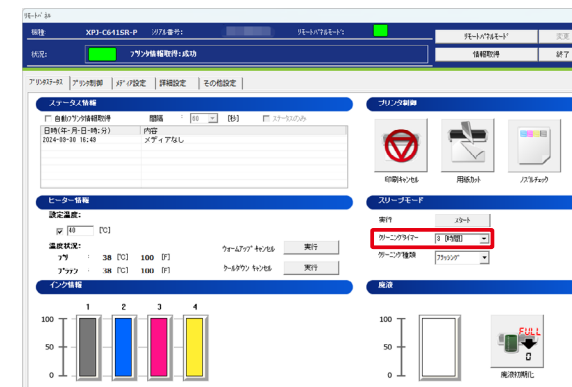 ﾘﾓｰﾄﾊﾟﾈﾙ
機種 XPJ-C641SR-P ｼﾘｱﾙ番号: ﾘﾓｰﾄﾊﾟﾈﾙﾓｰﾄﾞ: ﾘﾓｰﾄﾊﾟﾈﾙﾓｰﾄﾞ 変更
状況: ﾌﾟﾘﾝﾀ情報取得:成功 情報取得 終了
ﾌﾟﾘﾝﾀｽﾃｰﾀｽ ﾌﾟﾘﾝﾀ制御 ﾒﾃﾞｨｱ設定 詳細設定 その他設定
ステータス情報
自動ﾌﾟﾘﾝﾀ情報取得 間隔 : 60 [秒] ｽﾃｰﾀｽのみ
日時(年-月-日-時:分) 内容
2024-09-30 16:49 メディアなし
プリンタ制御
印刷ｷｬﾝｾﾙ 用紙ｶｯﾄ ﾉｽﾞﾙﾁｪｯｸ
ヒーター情報
設定温度:
40 [℃]
温度状況:
ﾌﾟﾘ : 38 [℃] 100 [F]
ﾌﾟﾗﾃﾝ : 38 [℃] 100 [F]
ｳｫｰﾑｱｯﾌﾟ ｷｬﾝｾﾙ 実行
ｸｰﾙﾀﾞｳﾝ ｷｬﾝｾﾙ 実行
スリープモード
実行 ｽﾀｰﾄ
ｸﾘｰﾆﾝｸﾞﾀｲﾏｰ 3 [時間]
ｸﾘｰﾆﾝｸﾞ種類 ﾌﾗｯｼﾝｸﾞ
インク情報
1 2 3 4
100
50
0
廃液
100
50
0
FULL
0
廃液初期化